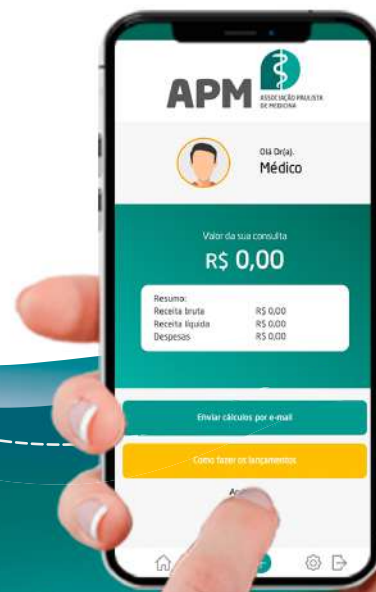 APM
ASSOCIAÇÃO PAULISTA
DE MEDICINA
Olá Dr(a).
Médico
Valor da sua consulta
R$ 0,00
Resumo:
Receita bruta R$ 0,00
Receita líquida R$ 0,00
Despesas R$ 0,00
Enviar cálculos por e-mail
Como fazer os lançamentos